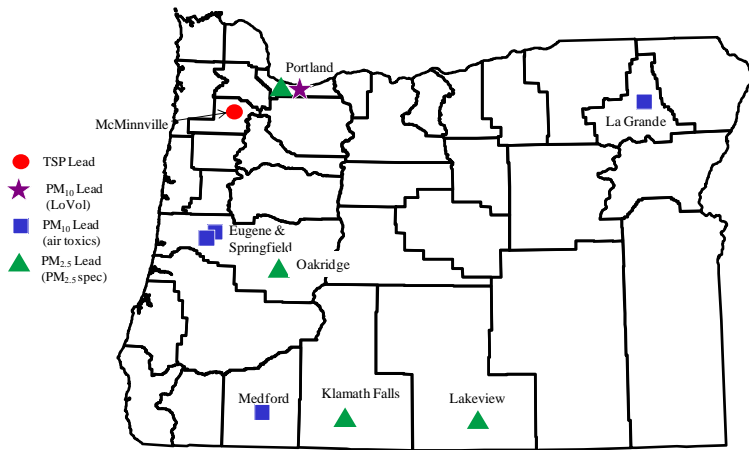 Portland
McMinnville
La Grande
TSP Lead
PM₁₀ Lead
(LoVol)
PM₁₀ Lead
(air toxics)
PM₂.₅ Lead
(PM₂.₅ spec)
Eugene &
Springfield
Oakridge
Medford
Klamath Falls
Lakeview